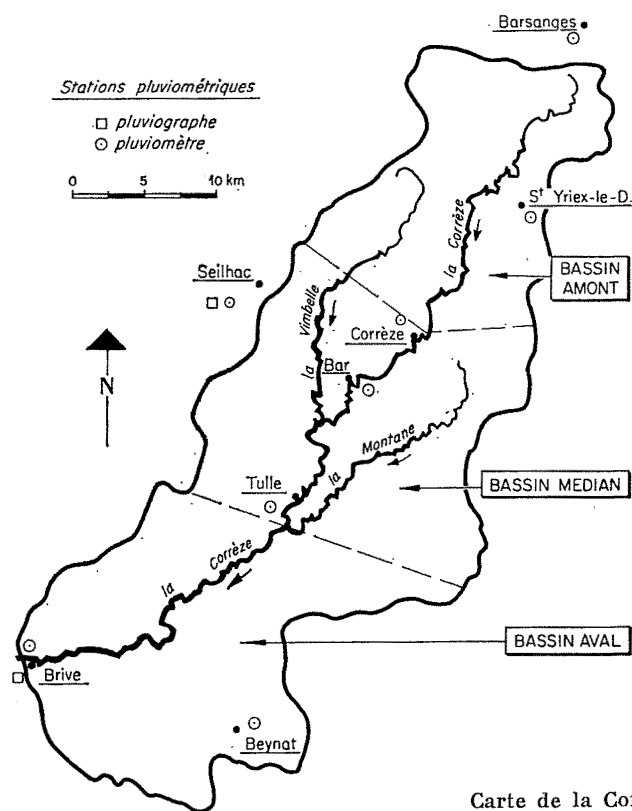 Barsanges
Stations pluviométriques
pluviographe
pluviomètre
0 5 10 km
St Yriex-le-D.
la Corrèze
Seilhac
BASSIN
AMONT
la Vimbelle
Corrèze
Bar
N
la Montane
Tulle
BASSIN MEDIAN
la Corrèze
BASSIN AVAL
Brive
Beynat
Carte de la